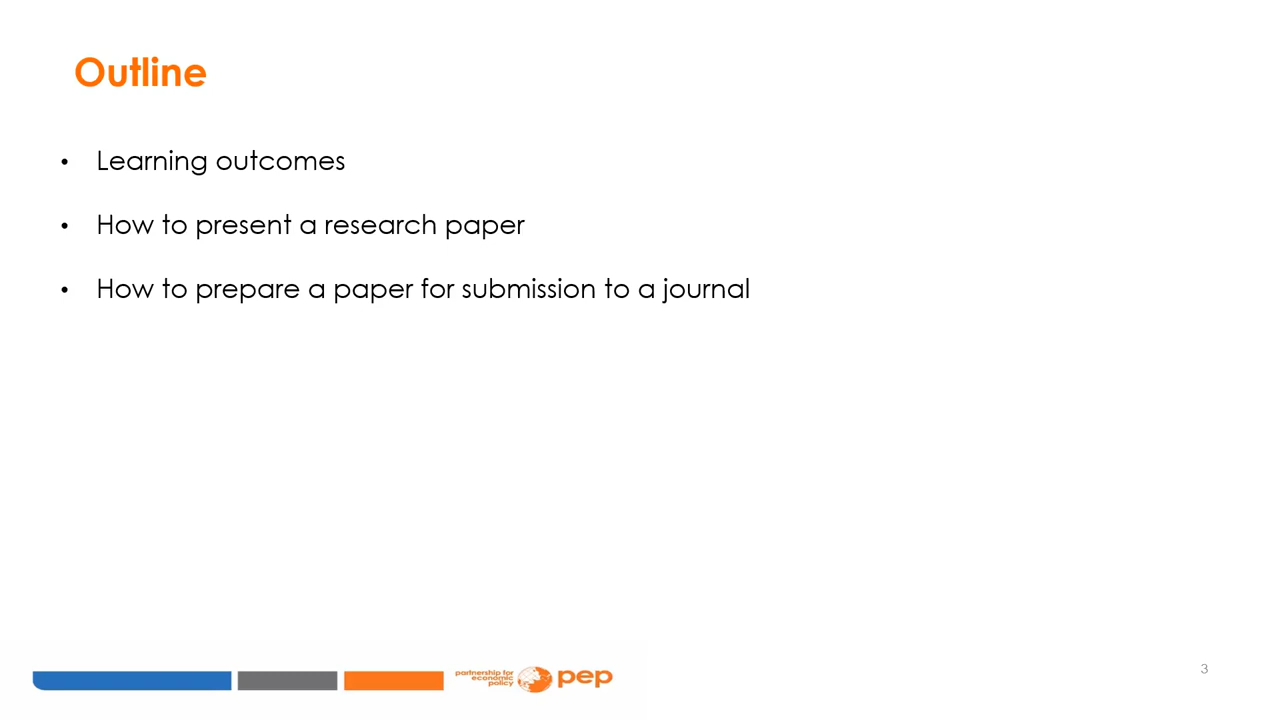 Outline
• Learning outcomes
• How to present a research paper
• How to prepare a paper for submission to a journal
partnership for
economic
policy
pep
3